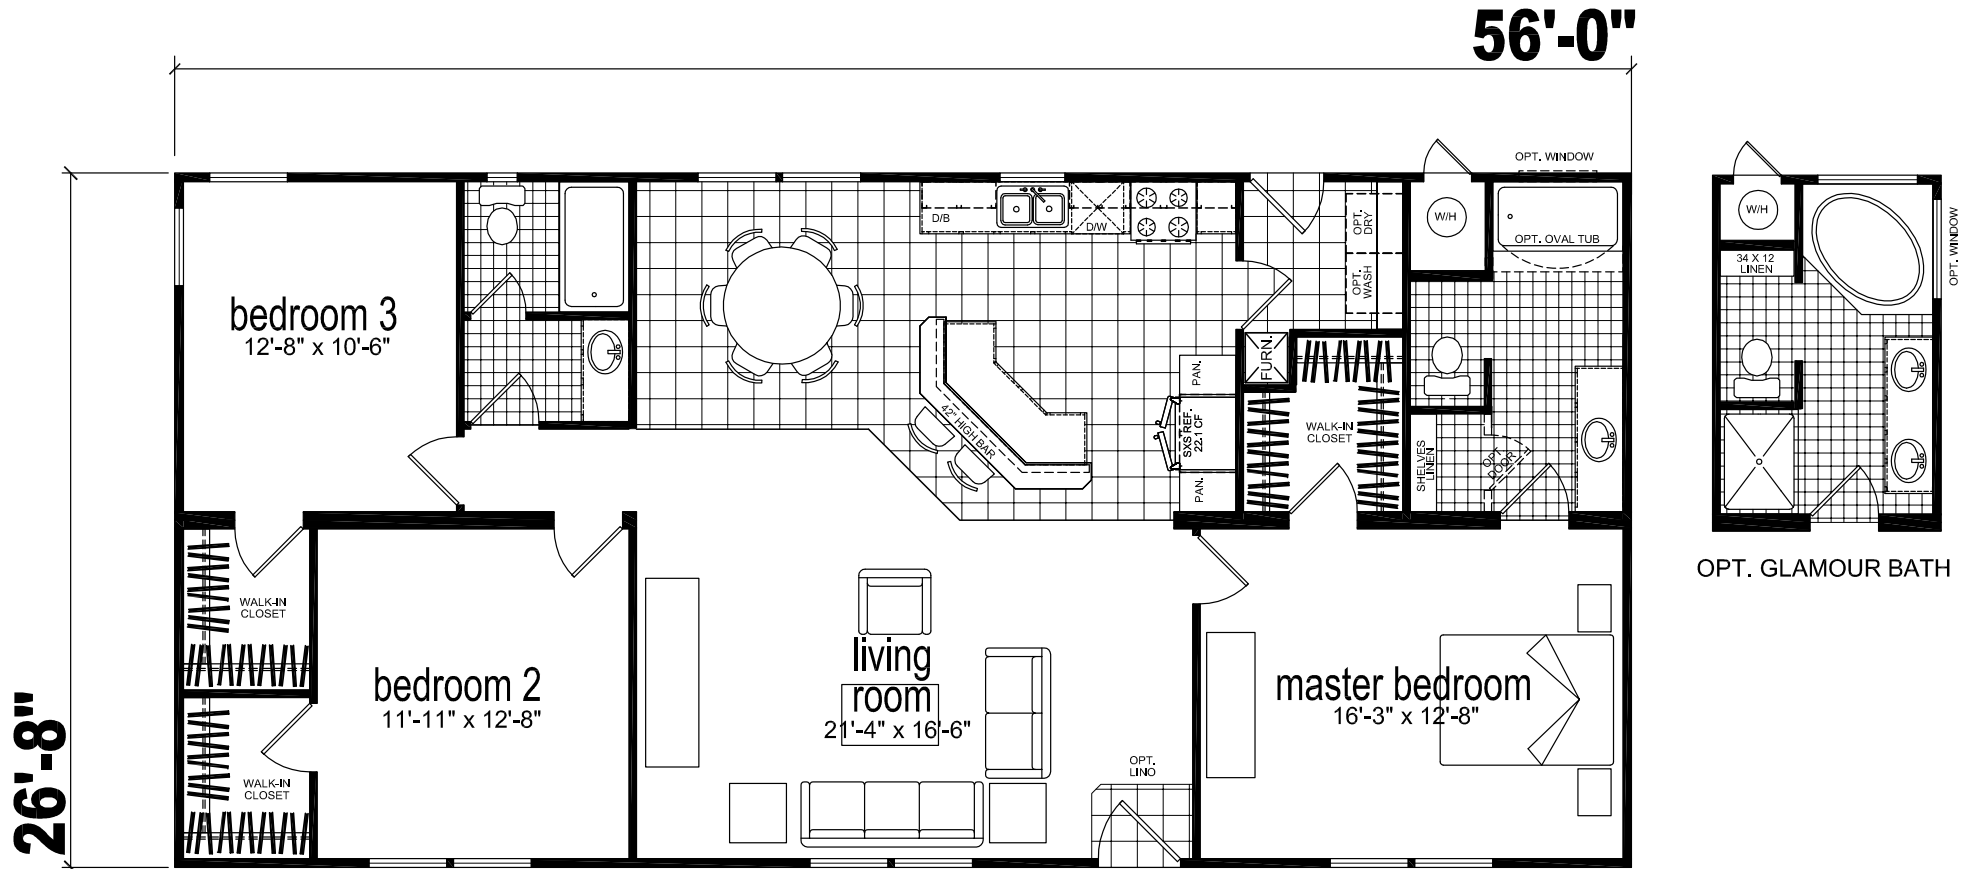 56'-0"
26'-8"
OPT. WINDOW
W/H
W/H
D/B
D/W
OPT.
DRY
OPT.
WASH
OPT. OVAL TUB
34 X 12
LINEN
OPT. WINDOW
bedroom 3
12'-8" x 10'-6"
FURN.
PAN.
SXS REF.
22.1 CF
PAN.
42" HIGH BAR
WALK-IN
CLOSET
SHELVES
LINEN
OPT.
DOOR
OPT. GLAMOUR BATH
WALK-IN
CLOSET
bedroom 2
11'-11" x 12'-8"
living
room
21'-4" x 16'-6"
master bedroom
16'-3" x 12'-8"
WALK-IN
CLOSET
OPT.
LINO